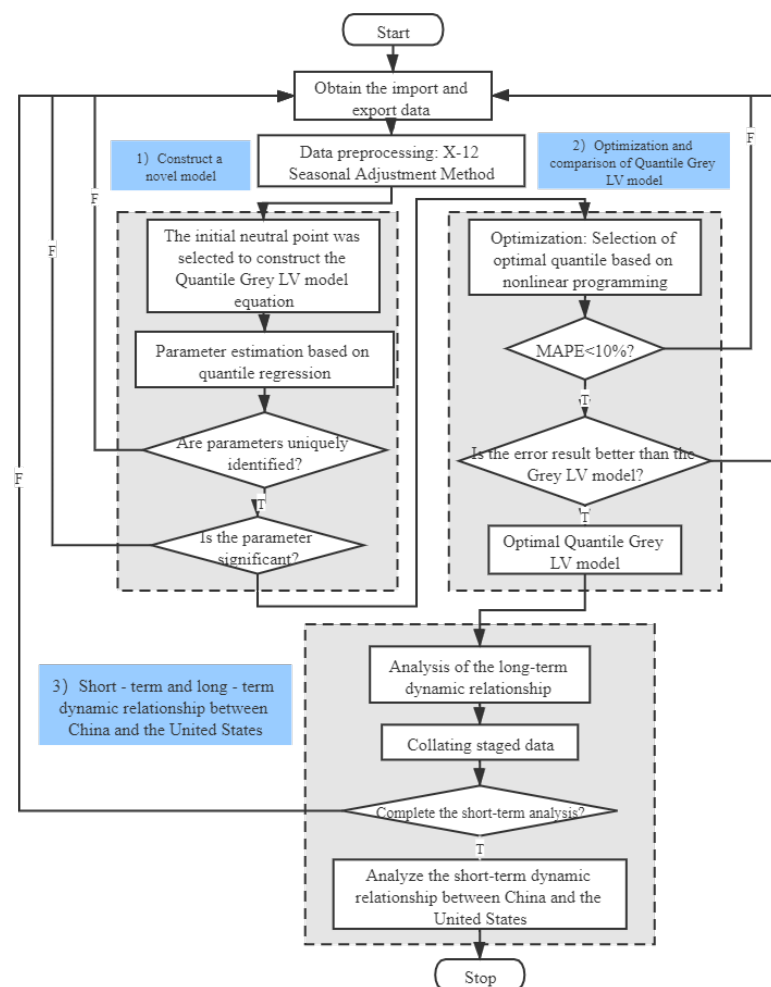 Start
Obtain the import and
export data
1) Construct a
novel model
Data preprocessing: X-12
Seasonal Adjustment Method
2) Optimization and
comparison of Quantile Grey
LV model
F
F
F
F
The initial neutral point was
selected to construct the
Quantile Grey LV model
equation
Parameter estimation based on
quantile regression
Are parameters uniquely
identified?
T
Is the parameter
significant?
Optimization: Selection of
optimal quantile based on
nonlinear programming
MAPE<10%?
T
Is the error result better than the
Grey LV model?
T
Optimal Quantile Grey
LV model
F
3) Short - term and long - term
dynamic relationship between
China and the United States
Analysis of the long-term
dynamic relationship
Collating staged data
Complete the short-term analysis?
T
Analyze the short-term dynamic
relationship between China and the
United States
Stop